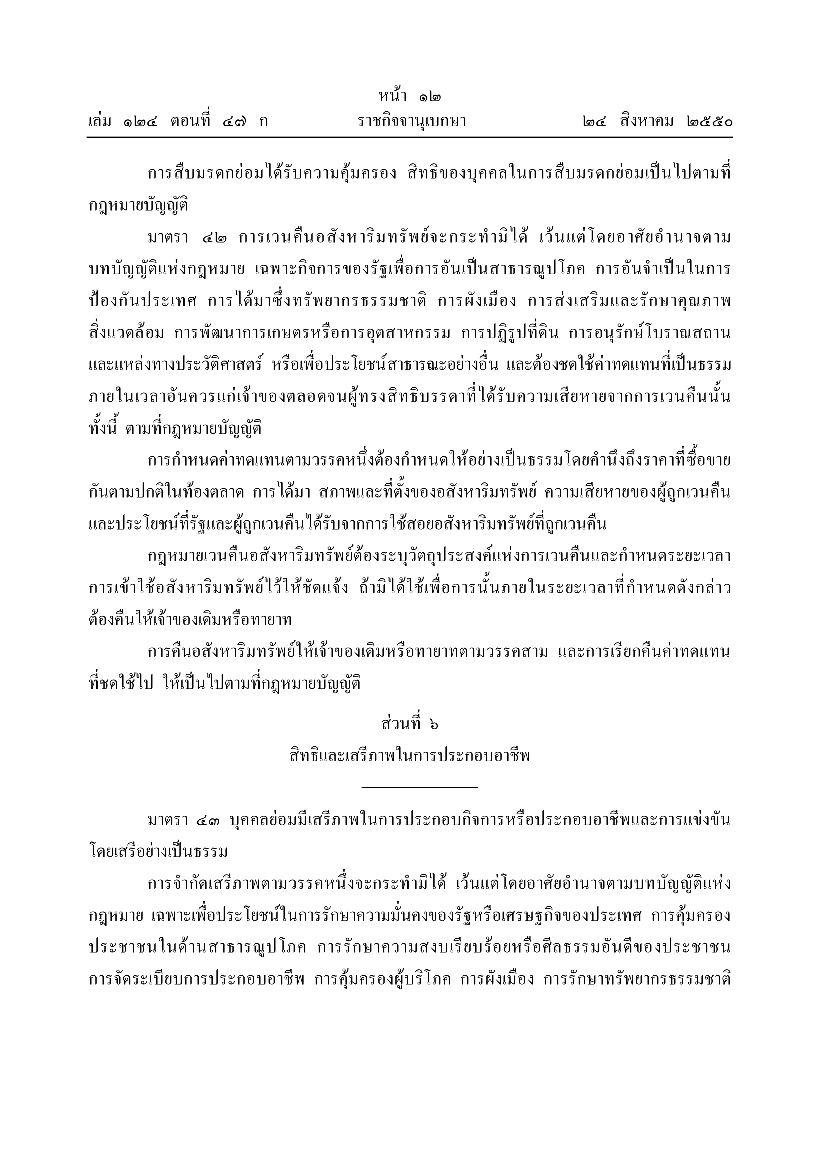 หน้า ๑๒
เล่ม ๑๒๔ ตอนที่ ๔๗ ก ราชกิจจานุเบกษา ๒๔ สิงหาคม ๒๕๕๐
การสืบมรดกย่อมได้รับความคุ้มครอง สิทธิของบุคคลในการสืบมรดกย่อมเป็นไปตามที่
กฎหมายบัญญัติ
มาตรา ๔๒ การเวนคืนอสังหาริมทรัพย์จะกระทำมิได้ เว้นแต่โดยอาศัยอำนาจตาม
บทบัญญัติแห่งกฎหมาย เฉพาะกิจการของรัฐเพื่อการอันเป็นสาธารณูปโภค การอันจำเป็นในการ
ป้องกันประเทศ การได้มาซึ่งทรัพยากรธรรมชาติ การผังเมือง การส่งเสริมและรักษาคุณภาพ
สิ่งแวดล้อม การพัฒนาการเกษตรหรือการอุตสาหกรรม การปฏิรูปที่ดิน การอนุรักษ์โบราณสถาน
และแหล่งทางประวัติศาสตร์ หรือเพื่อประโยชน์สาธารณะอย่างอื่น และต้องชดใช้ค่าทดแทนที่เป็นธรรม
ภายในเวลาอันควรแก่เจ้าของตลอดจนผู้ทรงสิทธิบรรดาที่ได้รับความเสียหายจากการเวนคืนนั้น
ทั้งนี้ ตามที่กฎหมายบัญญัติ
การกำหนดค่าทดแทนตามวรรคหนึ่งต้องกำหนดให้อย่างเป็นธรรมโดยคำนึงถึงราคาที่ซื้อขาย
กันตามปกติในท้องตลาด การได้มา สภาพและที่ตั้งของอสังหาริมทรัพย์ ความเสียหายของผู้ถูกเวนคืน
และประโยชน์ที่รัฐและผู้ถูกเวนคืนได้รับจากการใช้สอยอสังหาริมทรัพย์ที่ถูกเวนคืน
กฎหมายเวนคืนอสังหาริมทรัพย์ต้องระบุวัตถุประสงค์แห่งการเวนคืนและกำหนดระยะเวลา
การเข้าใช้อสังหาริมทรัพย์ไว้ให้ชัดแจ้ง ถ้ามิได้ใช้เพื่อการนั้นภายในระยะเวลาที่กำหนดดังกล่าว
ต้องคืนให้เจ้าของเดิมหรือทายาท
การคืนอสังหาริมทรัพย์ให้เจ้าของเดิมหรือทายาทตามวรรคสาม และการเรียกคืนค่าทดแทน
ที่ชดใช้ไป ให้เป็นไปตามที่กฎหมายบัญญัติ
ส่วนที่ ๖
สิทธิและเสรีภาพในการประกอบอาชีพ
มาตรา ๔๓ บุคคลย่อมมีเสรีภาพในการประกอบกิจการหรือประกอบอาชีพและการแข่งขัน
โดยเสรีอย่างเป็นธรรม
การจำกัดเสรีภาพตามวรรคหนึ่งจะกระทำมิได้ เว้นแต่โดยอาศัยอำนาจตามบทบัญญัติแห่ง
กฎหมาย เฉพาะเพื่อประโยชน์ในการรักษาความมั่นคงของรัฐหรือเศรษฐกิจของประเทศ การคุ้มครอง
ประชาชนในด้านสาธารณูปโภค การรักษาความสงบเรียบร้อยหรือศีลธรรมอันดีของประชาชน
การจัดระเบียบการประกอบอาชีพ การคุ้มครองผู้บริโภค การผังเมือง การรักษาทรัพยากรธรรมชาติ